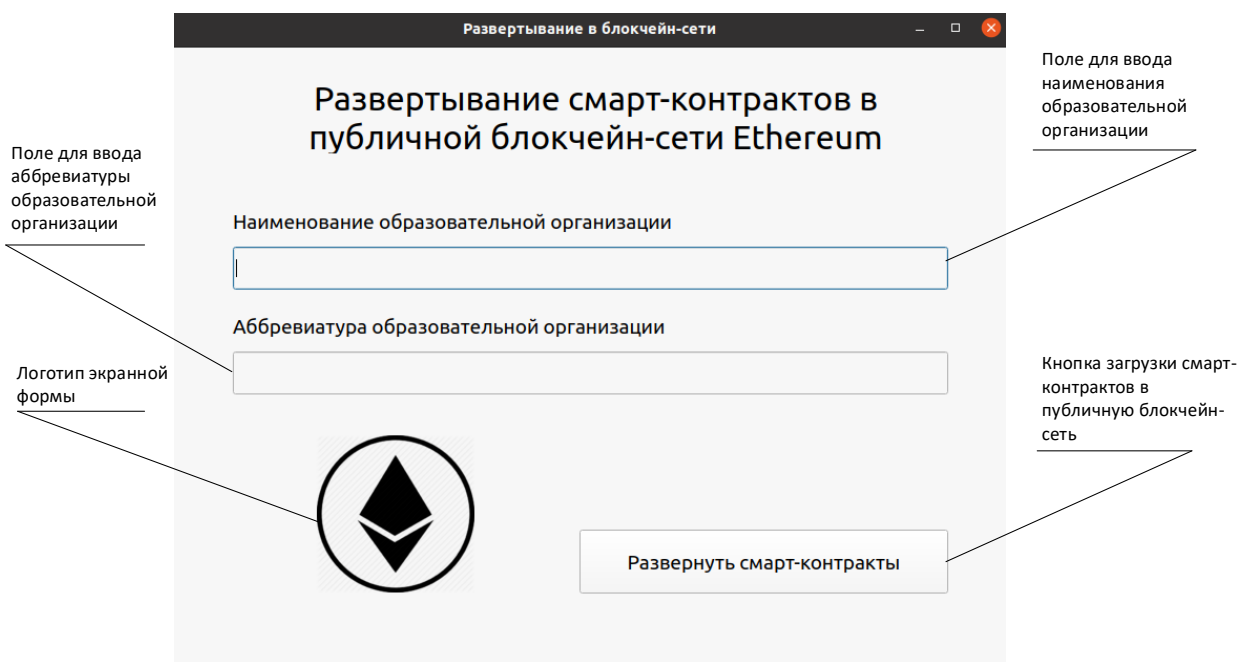 Развертывание в блокчейн-сети
Развертывание смарт-контрактов в
публичной блокчейн-сети Ethereum
Поле для ввода
наименования
образовательной
организации
Поле для ввода
аббревиатуры
образовательной
организации
Наименование образовательной организации
Аббревиатура образовательной организации
Логотип экранной
формы
Кнопка загрузки смарт-
контрактов в
публичную блокчейн-
сеть
Развернуть смарт-контракты